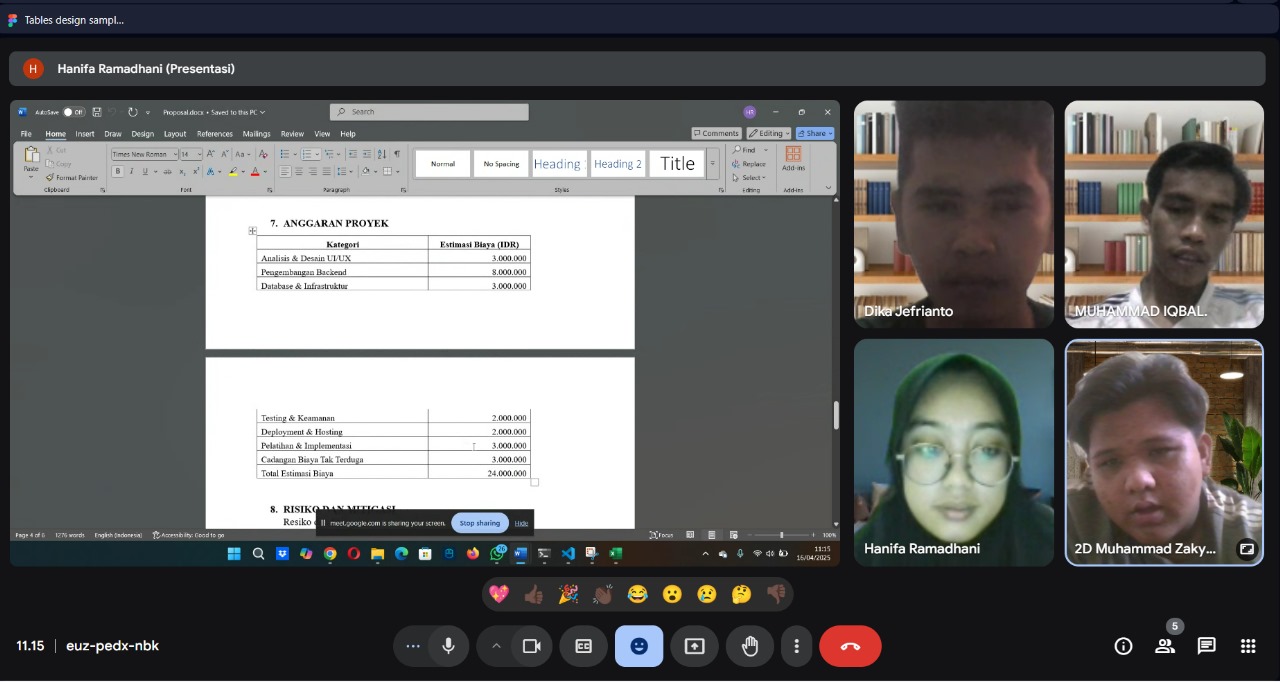 Tables design sampl...
H
Hanifa Ramadhani (Presentasi)
AutoSave Off
Proposal.docx • Saved to this PC
Search
HR
File Home Insert Draw Design Layout References Mailings Review View Help
Comments Editing Share
Paste
Cut
Copy
Format Painter
Times New Roman 14
Normal
No Spacing
Heading
Heading 2
Title
Find
Replace
Select
Add-ins
Clipboard Font Paragraph Styles Editing Add-ins
7. ANGGARAN PROYEK
Kategori Estimasi Biaya (IDR)
Analisis & Desain UI/UX 3.000.000
Pengembangan Backend 8.000.000
Database & Infrastruktur 3.000.000
Testing & Keamanan 2.000.000
Deployment & Hosting 2.000.000
Pelatihan & Implementasi 3.000.000
Cadangan Biaya Tak Terduga 3.000.000
Total Estimasi Biaya 24.000.000
8. RISIKO DAN MITIGASI
Resiko
meet.google.com is sharing your screen. Stop sharing Hide
Page 4 of 6 1276 words English (Indonesia) Accessibility: Good to go Focus 100%
11:15
16/04/2025
Dika Jefrianto
MUHAMMAD IQBAL.
Hanifa Ramadhani
2D Muhammad Zaky...
11.15 euz-pedx-nbk
5